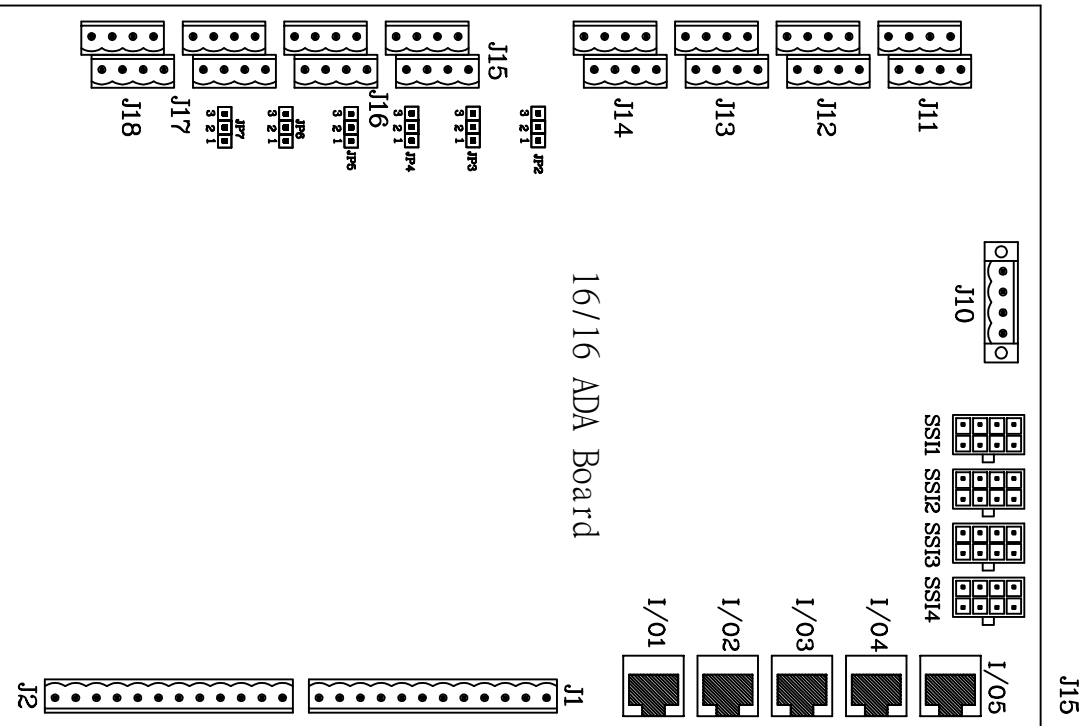 J15
J18
J17
J16
J14
J13
J12
J11
3 2 1
JP7
3 2 1
JP6
3 2 1
JP5
3 2 1
JP4
3 2 1
JP3
3 2 1
JP2
J10
16/16 ADA Board
SSI1
SSI2
SSI3
SSI4
I/O1
I/O2
I/O3
I/O4
I/O5
J15
J2
J1